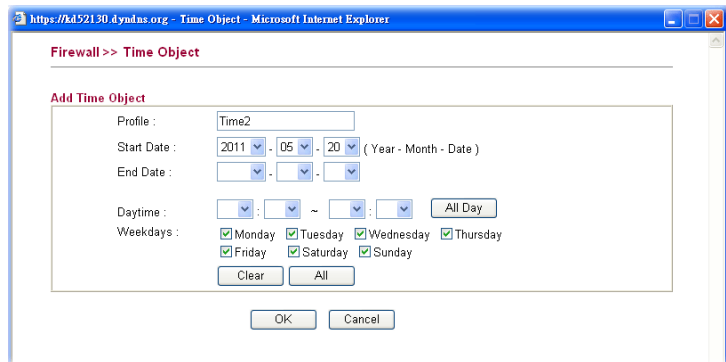 https://kd52130.dyndns.org - Time Object - Microsoft Internet Explorer
Firewall >> Time Object
Add Time Object
Profile : Time2
Start Date : 2011 - 05 - 20 ( Year - Month - Date )
End Date : - -
Daytime : : ~ : All Day
Weekdays : Monday Tuesday Wednesday Thursday
Friday Saturday Sunday
Clear All
OK Cancel